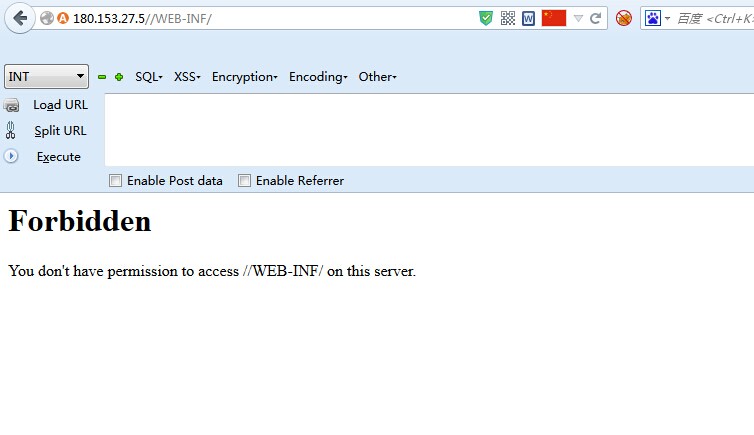 180.153.27.5//WEB-INF/
百度 <Ctrl+K>
INT SQL XSS Encryption Encoding Other
Load URL
Split URL
Execute
Enable Post data Enable Referrer
Forbidden
You don't have permission to access //WEB-INF/ on this server.